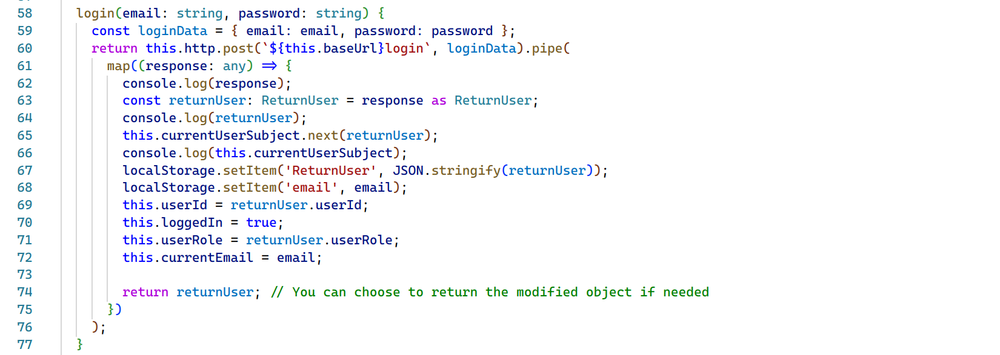 58 login(email: string, password: string) {
59 const loginData = { email: email, password: password };
60 return this.http.post(`${this.baseUrl}login`, loginData).pipe(
61 map((response: any) => {
62 console.log(response);
63 const returnUser: ReturnUser = response as ReturnUser;
64 console.log(returnUser);
65 this.currentUserSubject.next(returnUser);
66 console.log(this.currentUserSubject);
67 localStorage.setItem('ReturnUser', JSON.stringify(returnUser));
68 localStorage.setItem('email', email);
69 this.userId = returnUser.userId;
70 this.loggedIn = true;
71 this.userRole = returnUser.userRole;
72 this.currentEmail = email;
73
74 return returnUser; // You can choose to return the modified object if needed
75 })
76 );
77 }